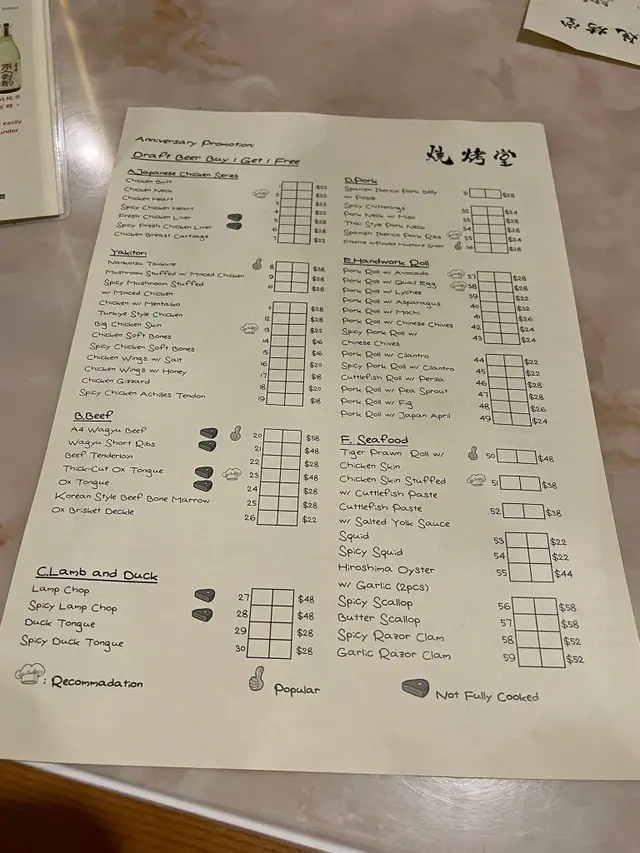 Anniversary Promotion:
Draft Beer Buy 1 Get 1 Free
燒烤堂
A.Japanese Chicken Series
Chicken Butt 1 $22
Chicken Neck 2 $28
Chicken Heart 3 $22
Spicy Chicken Heart 4 $22
Fresh Chicken Liver 5 $28
Spicy Fresh Chicken Liver 6 $28
Chicken Breast Cartilage 7 $22
Yakitori
Nankotsu Tsukune 8 $38
Mushroom Stuffed w/ Minced Chicken 9 $28
Spicy Mushroom Stuffed 10 $28
w/ Minced Chicken
Chicken w/ Mentaiko 11 $28
Turkiye Style Chicken 12 $28
Big Chicken Skin 13 $22
Chicken Soft Bones 14 $16
Spicy Chicken Soft Bones 15 $16
Chicken Wings w/ Salt 16 $20
Chicken Wings w/ Honey 17 $18
Chicken Gizzard 18 $20
Spicy Chicken Achilles Tendon 19 $18
B.Beef
A4 Wagyu Beef 20 $58
Wagyu Short Ribs 21 $48
Beef Tenderloin 22 $28
Thick-Cut Ox Tongue 23 $48
Ox Tongue 24 $28
Korean Style Beef Bone Marrow 25 $28
Ox Brisket Deckle 26 $22
C.Lamb and Duck
Lamp Chop 27 $48
Spicy Lamp Chop 28 $48
Duck Tongue 29 $28
Spicy Duck Tongue 30 $28
D.Pork
Spanish Iberico Pork Belly 31 $28
w/ Pickle
Spicy Chitterlings 32 $24
Pork Neck w/ Miso 33 $28
Thai Style Pork Neck 34 $28
Spanish Iberico Pork Ribs 35 $24
w/ Pickled Mustard Green 36 $28
E.Handwork Roll
Pork Roll w/ Avocado 37 $28
Pork Roll w/ Quail Egg 38 $28
Pork Roll w/ Lychee 39 $22
Pork Roll w/ Asparagus 40 $32
Pork Roll w/ Mochi 41 $26
Pork Roll w/ Chinese Chives 42 $24
Spicy Pork Roll w/ 43 $24
Chinese Chives
Pork Roll w/ Cilantro 44 $22
Spicy Pork Roll w/ Cilantro 45 $22
Cuttlefish Roll w/ Perilla 46 $28
Pork Roll w/ Pea Sprout 47 $28
Pork Roll w/ Fig 48 $26
Pork Roll w/ Japan April 49 $24
F. Seafood
Tiger Prawn Roll w/ 50 $48
Chicken Skin
Chicken Skin Stuffed 51 $38
w/ Cuttlefish Paste
Cuttlefish Paste 52 $38
w/ Salted Yolk Sauce
Squid 53 $22
Spicy Squid 54 $22
Hiroshima Oyster 55 $44
w/ Garlic (2pcs)
Spicy Scallop 56 $58
Butter Scallop 57 $58
Spicy Razor Clam 58 $52
Garlic Razor Clam 59 $52
: Recommadation
Popular
Not Fully Cooked
easily
under
燒烤堂